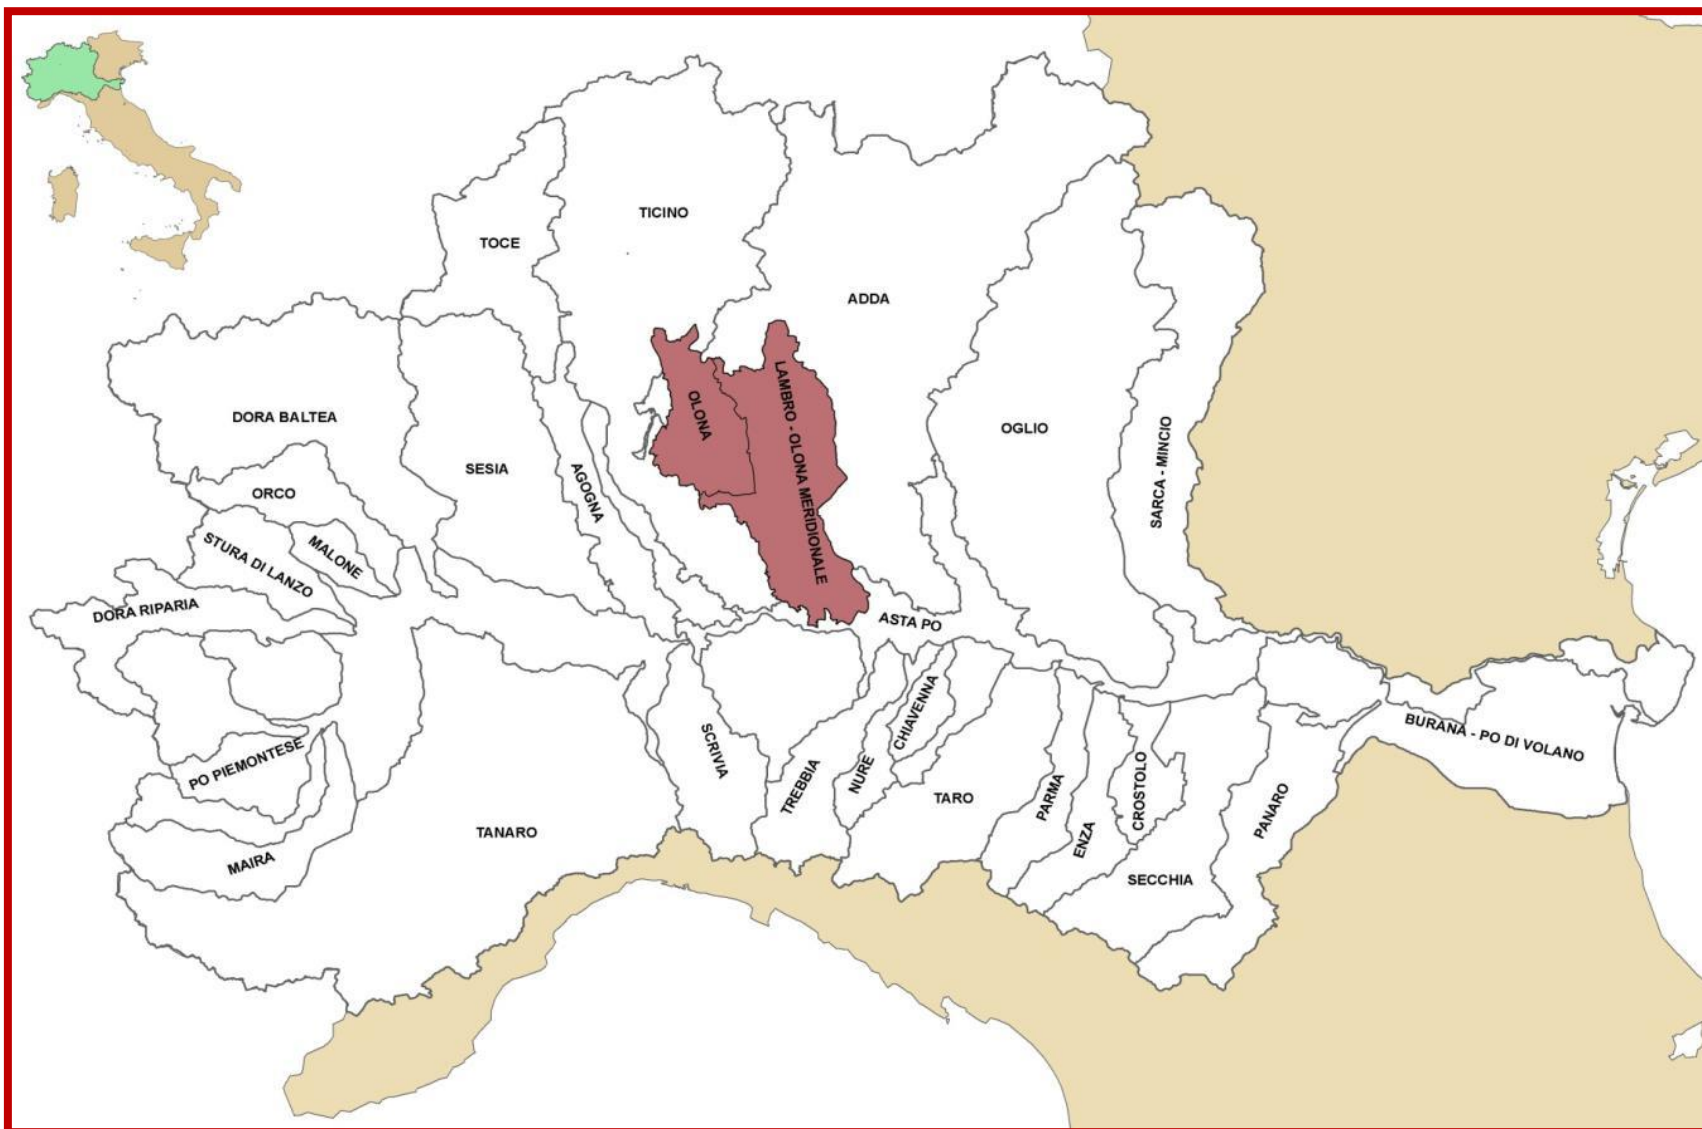 TICINO
TOCE
ADDA
LAMBRO - OLONA MERIDIONALE
OLONA
DORA BALTEA
OGLIO
SARCA - MINCIO
SESIA
AGOGNA
ORCO
MALONE
STURA DI LANZO
DORA RIPARIA
ASTA PO
CHIAVENNA
BURANA - PO DI VOLANO
SCRIVIA
PO PIEMONTESE
TREBBIA
NURE
TARO
PARMA
CROSTOLO
PANARO
TANARO
ENZA
MAIRA
SECCHIA